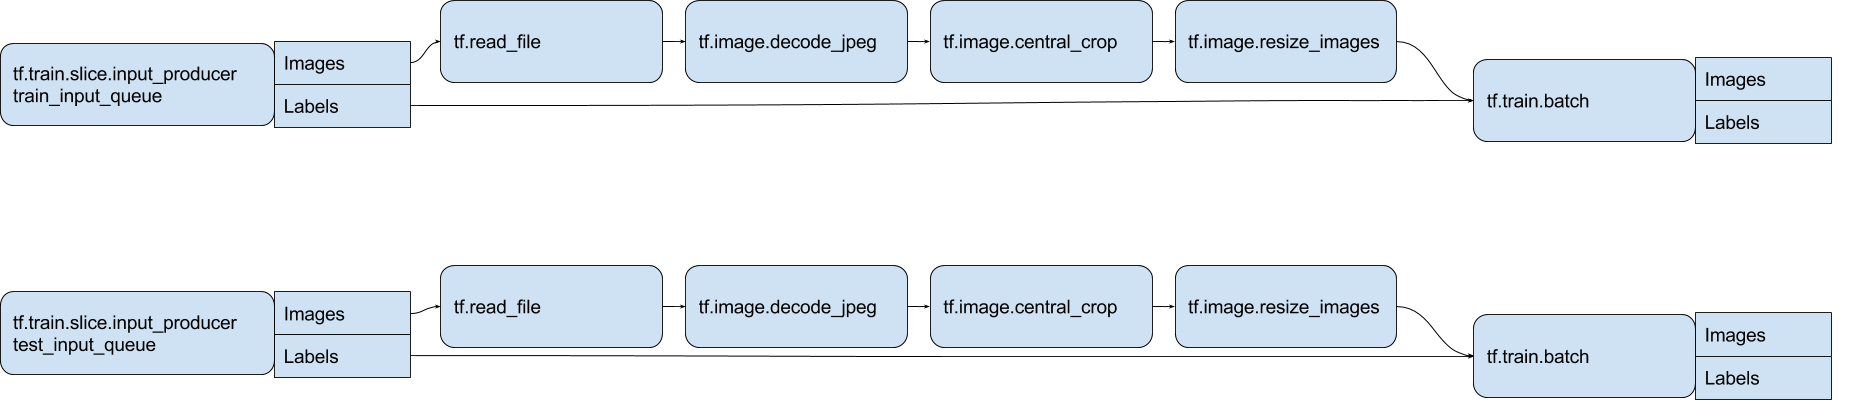 tf.train.slice.input_producer
train_input_queue
Images
Labels
tf.read_file
tf.image.decode_jpeg
tf.image.central_crop
tf.image.resize_images
tf.train.batch
Images
Labels
tf.train.slice.input_producer
test_input_queue
Images
Labels
tf.read_file
tf.image.decode_jpeg
tf.image.central_crop
tf.image.resize_images
tf.train.batch
Images
Labels